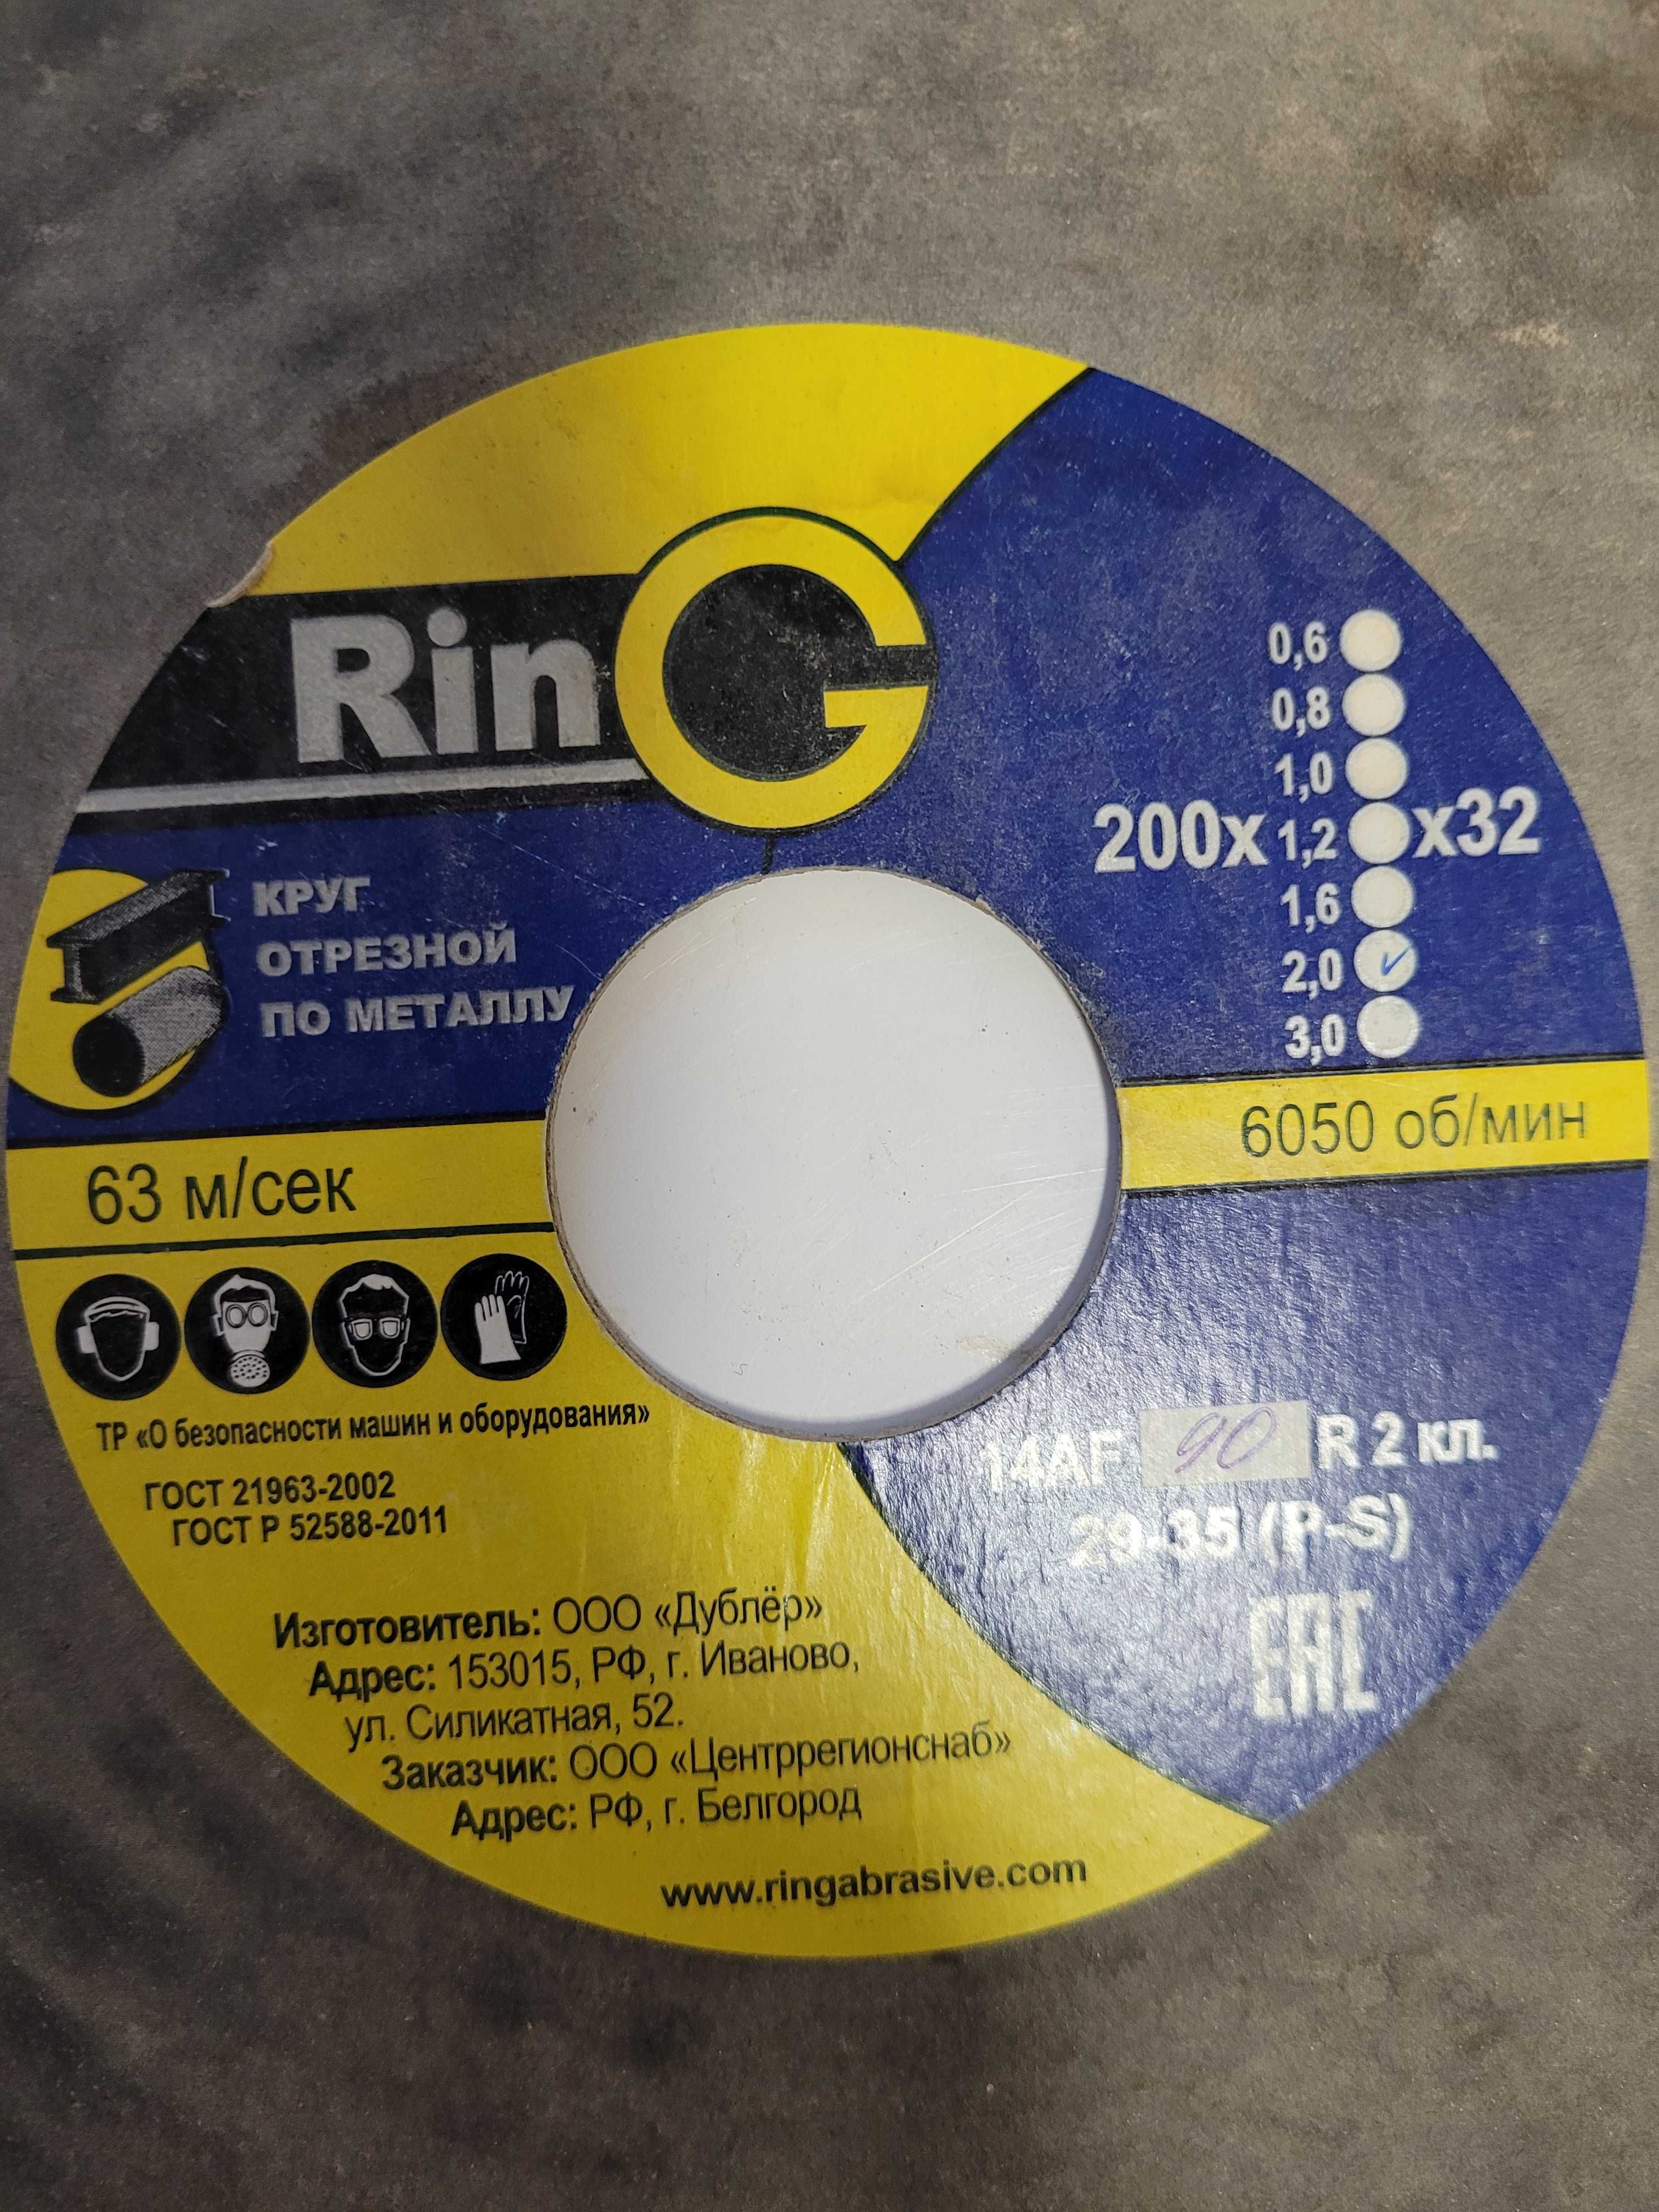 RinG
КРУГ
ОТРЕЗНОЙ
ПО МЕТАЛЛУ
0,6
0,8
1,0
200x 1,2 x32
1,6
2,0 ✓
3,0
63 м/сек
6050 об/мин
ТР «О безопасности машин и оборудования»
ГОСТ 21963-2002
ГОСТ Р 52588-2011
14AF 90 R 2 кл.
29-35 (P-S)
EAC
Изготовитель: ООО «Дублёр»
Адрес: 153015, РФ, г. Иваново,
ул. Силикатная, 52.
Заказчик: ООО «Центррегионснаб»
Адрес: РФ, г. Белгород
www.ringabrasive.com